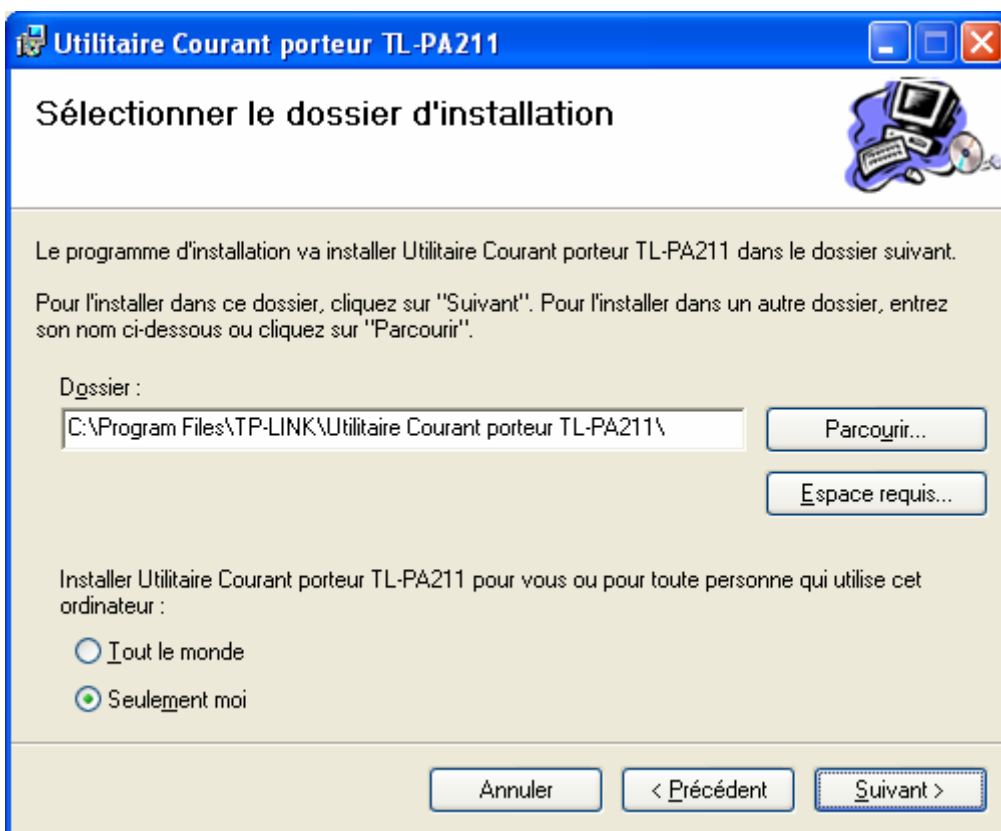 Utilitaire Courant porteur TL-PA211
Sélectionner le dossier d'installation
Le programme d'installation va installer Utilitaire Courant porteur TL-PA211 dans le dossier suivant.
Pour l'installer dans ce dossier, cliquez sur "Suivant". Pour l'installer dans un autre dossier, entrez
son nom ci-dessous ou cliquez sur "Parcourir".
Dossier :
C:\Program Files\TP-LINK\Utilitaire Courant porteur TL-PA211\
Parcourir...
Espace requis...
Installer Utilitaire Courant porteur TL-PA211 pour vous ou pour toute personne qui utilise cet
ordinateur :
Tout le monde
Seulement moi
Annuler
< Précédent
Suivant >